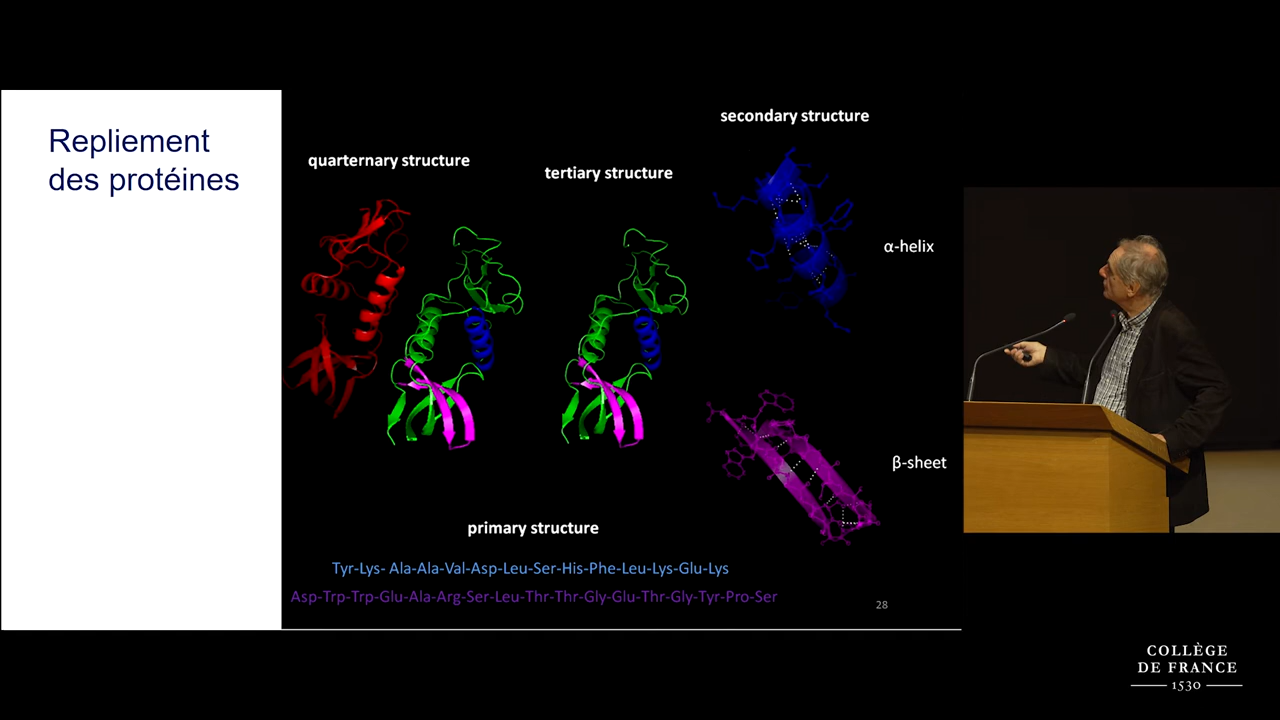 Repliement
des protéines
quarternary structure
tertiary structure
secondary structure
α-helix
β-sheet
primary structure
Tyr-Lys- Ala-Ala-Val-Asp-Leu-Ser-His-Phe-Leu-Lys-Glu-Lys
Asp-Trp-Trp-Glu-Ala-Arg-Ser-Leu-Thr-Thr-Gly-Glu-Thr-Gly-Tyr-Pro-Ser
28
COLLÈGE
DE FRANCE
1530